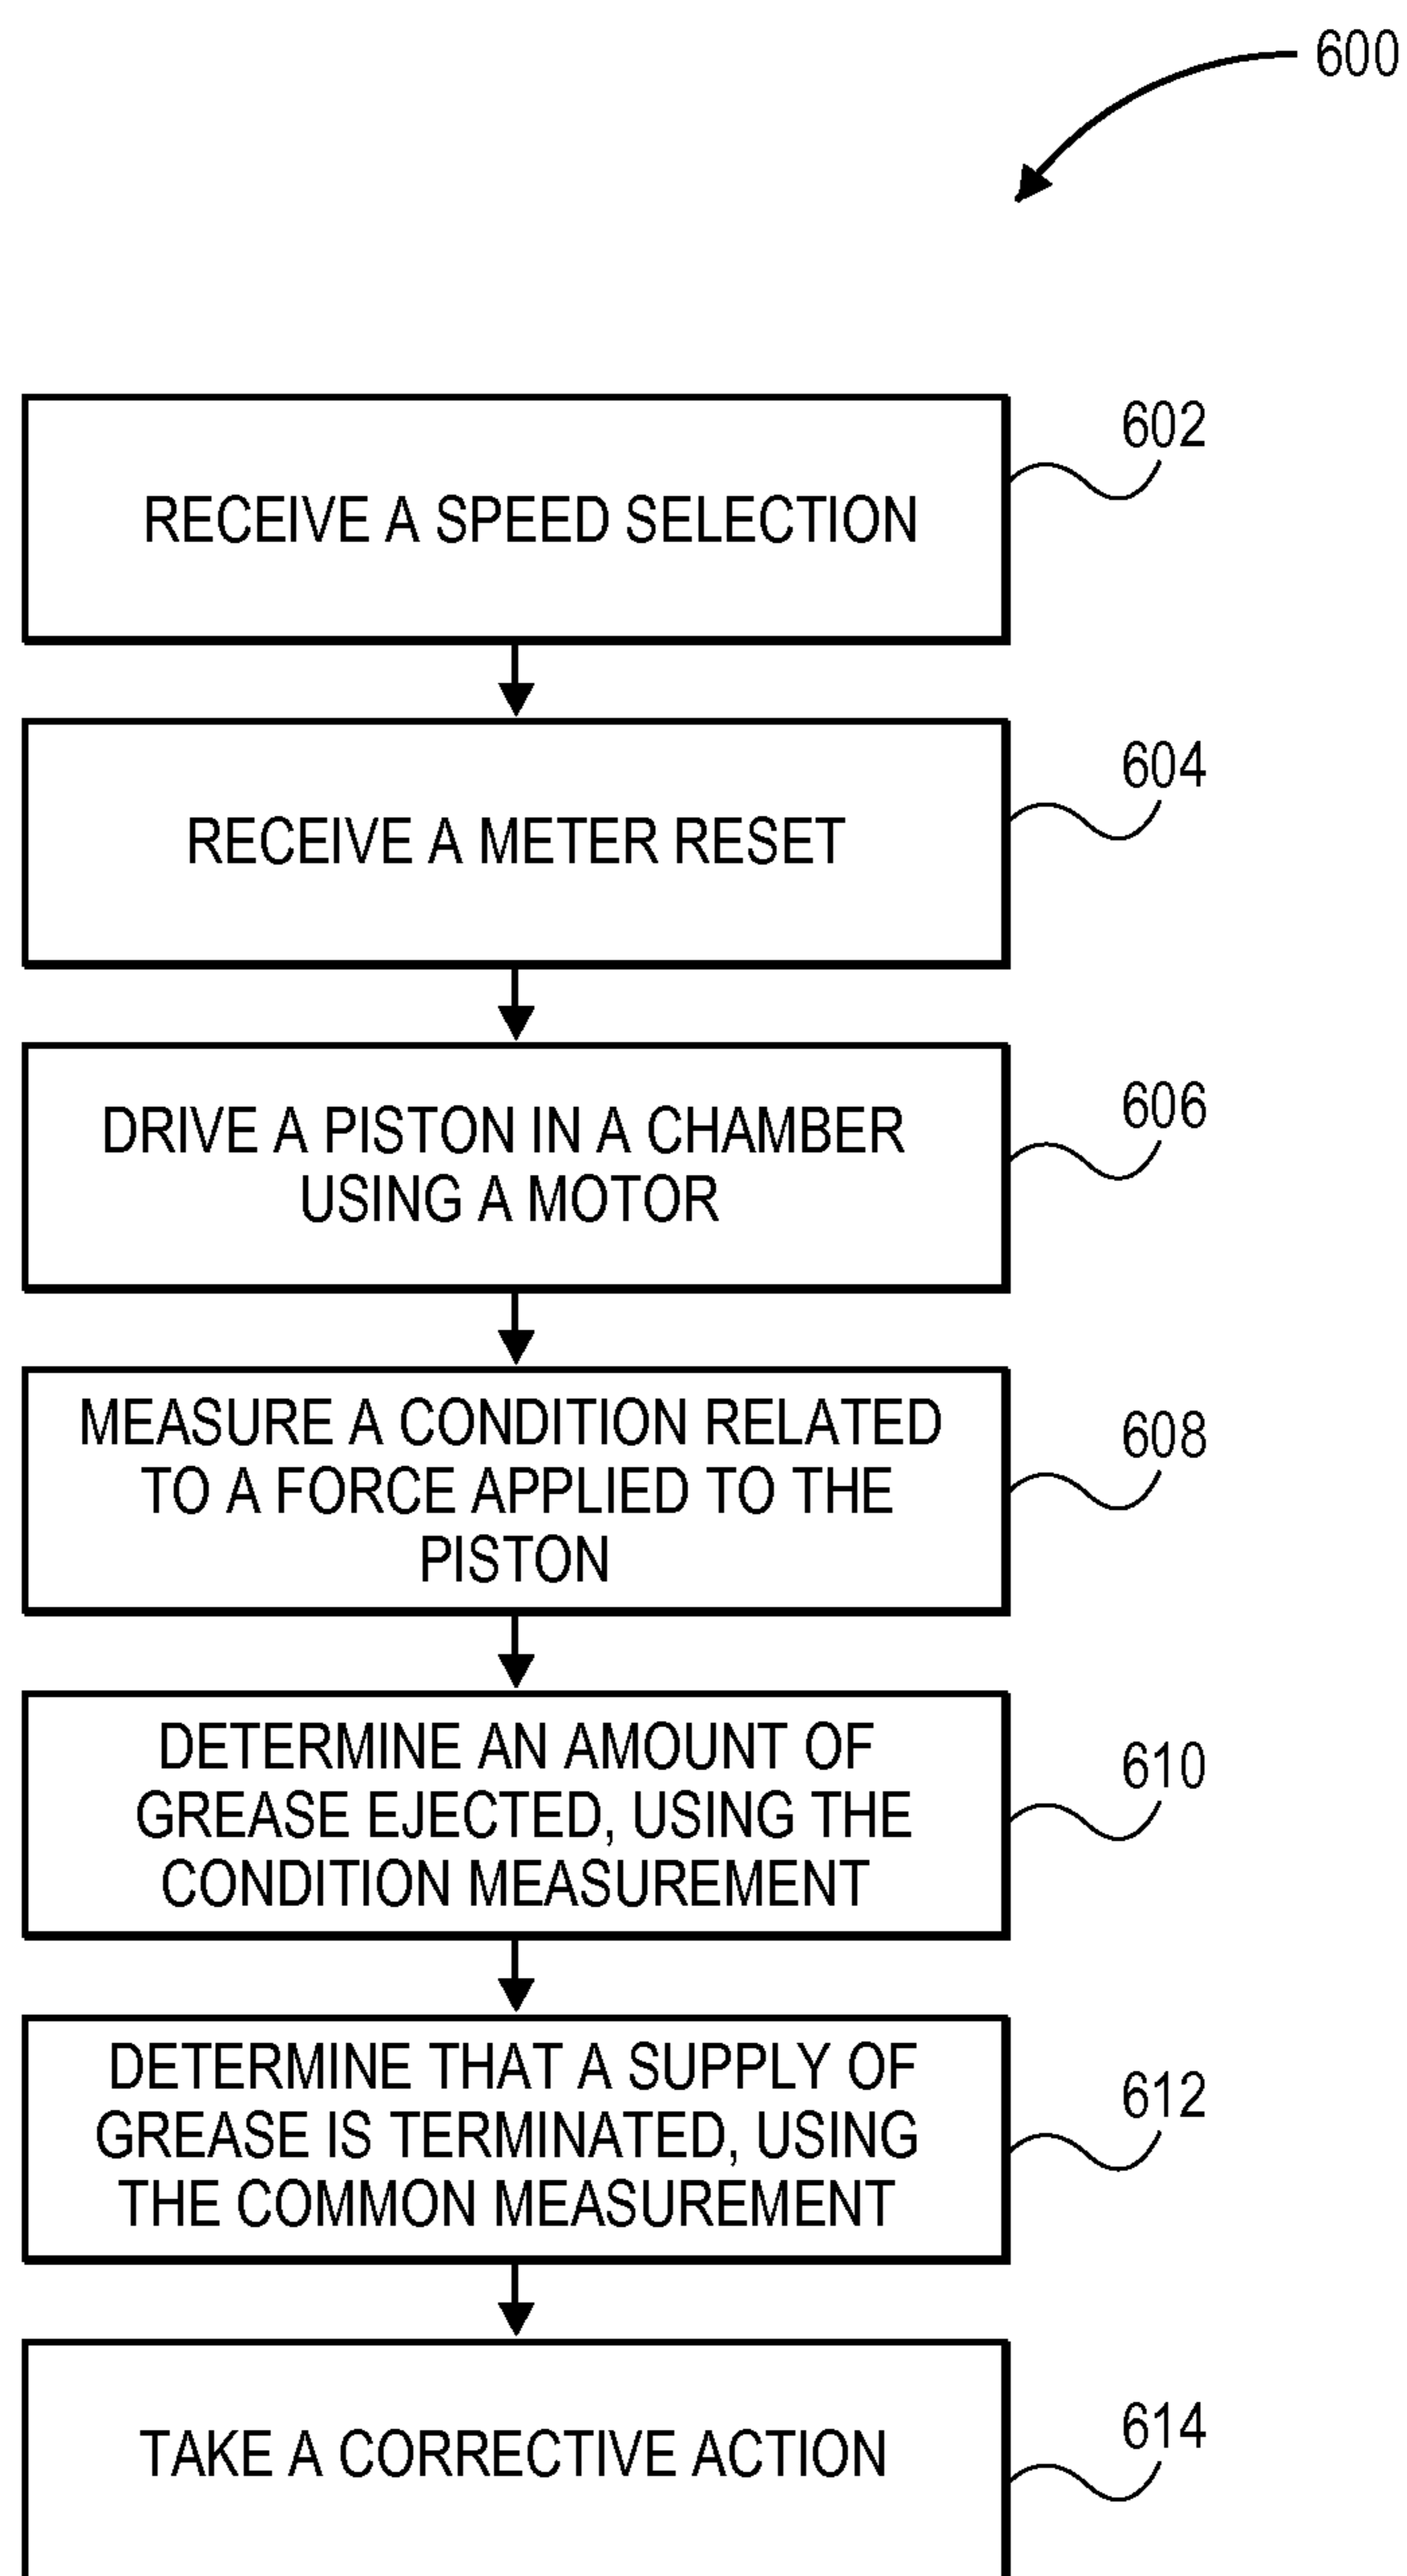 600
RECEIVE A SPEED SELECTION
602
RECEIVE A METER RESET
604
DRIVE A PISTON IN A CHAMBER
USING A MOTOR
606
MEASURE A CONDITION RELATED
TO A FORCE APPLIED TO THE
PISTON
608
DETERMINE AN AMOUNT OF
GREASE EJECTED, USING THE
CONDITION MEASUREMENT
610
DETERMINE THAT A SUPPLY OF
GREASE IS TERMINATED, USING
THE COMMON MEASUREMENT
612
TAKE A CORRECTIVE ACTION
614